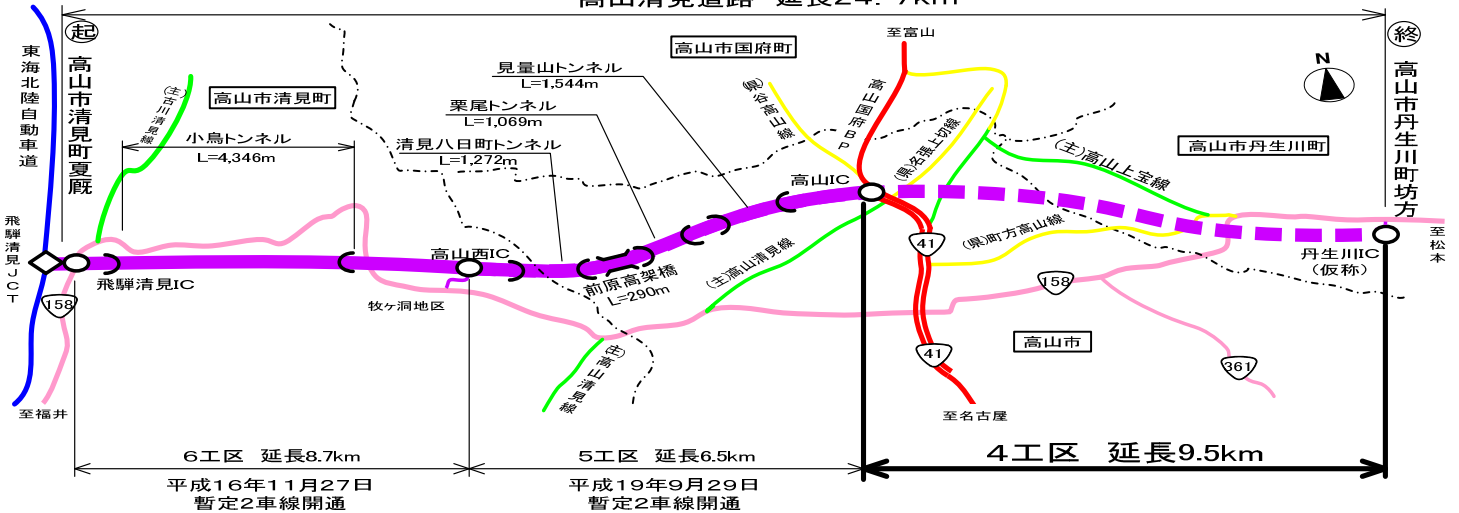 高山清見道路 延長24.7km
起
高山市清見町夏厩
終
高山市丹生川町坊方
東海北陸自動車道
飛騨清見JCT
(主)古川清見線
高山市清見町
小鳥トンネル
L=4,346m
見量山トンネル
L=1,544m
栗尾トンネル
L=1,069m
清見八日町トンネル
L=1,272m
高山市国府町
至富山
(県)谷高山線
高山国府BP
(県)名張上切線
N
高山市丹生川町
(主)高山上宝線
高山IC
(県)町方高山線
41
至松本
丹生川IC
(仮称)
飛騨清見IC
高山西IC
前原高架橋
L=290m
(主)高山清見線
158
牧ヶ洞地区
158
高山市
41
361
(主)高山清見線
至福井
至名古屋
6工区 延長8.7km
平成16年11月27日
暫定2車線開通
5工区 延長6.5km
平成19年9月29日
暫定2車線開通
4工区 延長9.5km